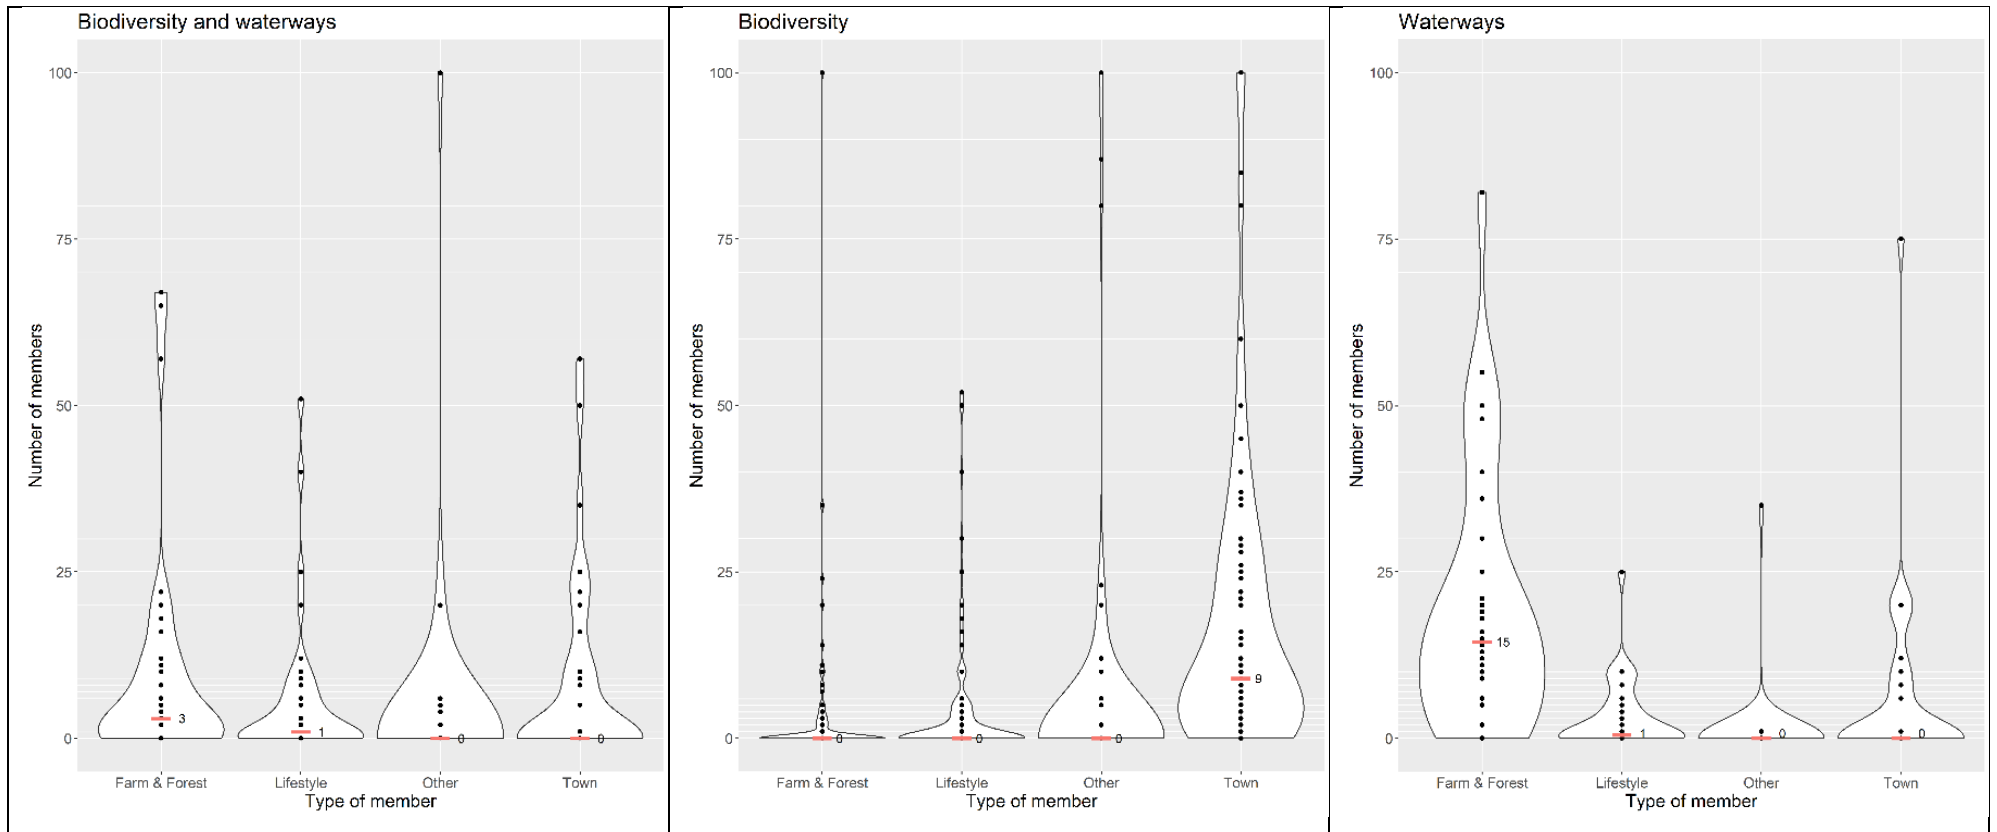 Biodiversity and waterways
Number of members
100
75
50
25
0
3
1
0
0
Farm & Forest
Lifestyle
Other
Town
Type of member
Biodiversity
Number of members
100
75
50
25
0
0
0
0
9
Farm & Forest
Lifestyle
Other
Town
Type of member
Waterways
Number of members
100
75
50
25
0
15
1
0
0
Farm & Forest
Lifestyle
Other
Town
Type of member